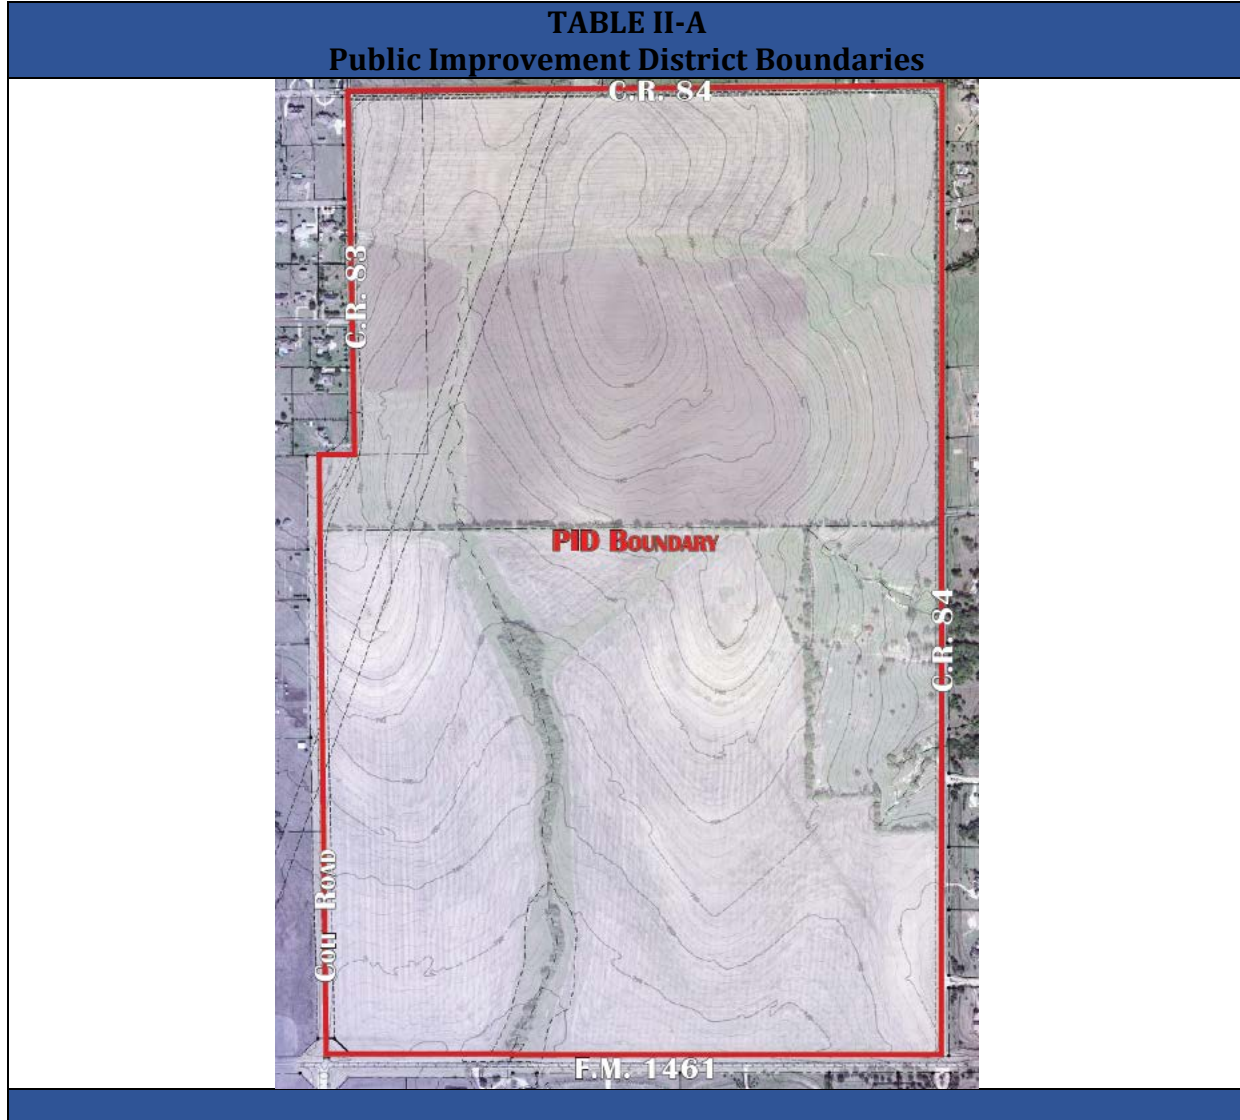 TABLE II-A
Public Improvement District Boundaries
C.R. 84
C.R. 83
PID BOUNDARY
C.R. 84
COIT ROAD
F.M. 1461